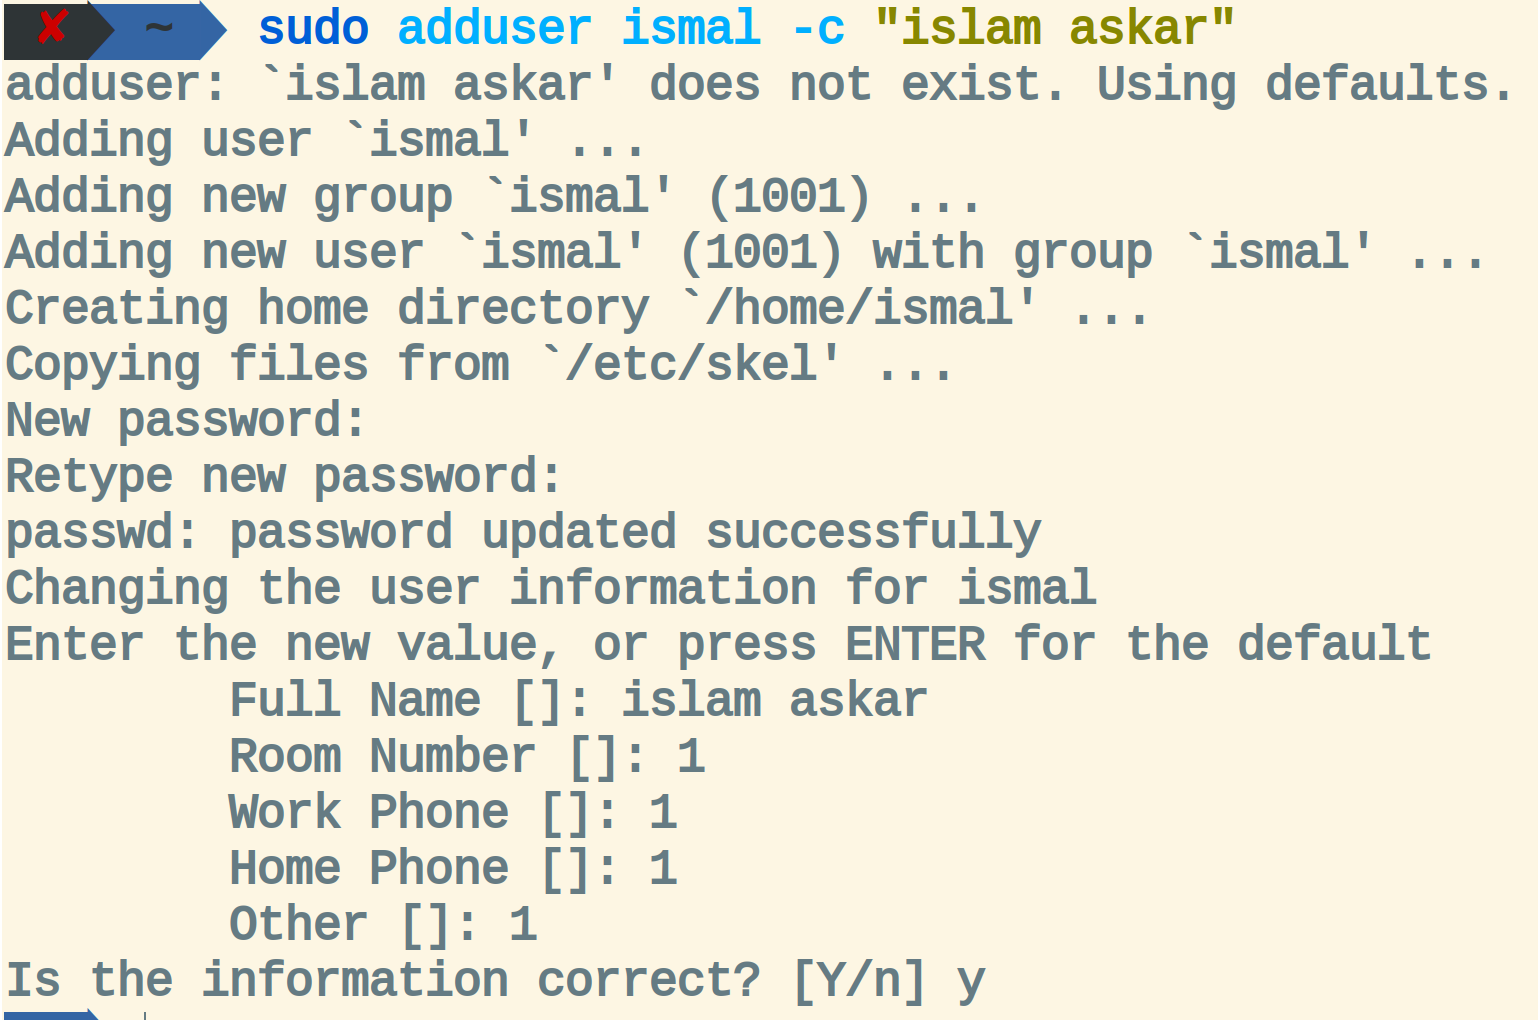 ✘ ~ sudo adduser ismal -c "islam askar"
adduser: `islam askar' does not exist. Using defaults.
Adding user `ismal' ...
Adding new group `ismal' (1001) ...
Adding new user `ismal' (1001) with group `ismal' ...
Creating home directory `/home/ismal' ...
Copying files from `/etc/skel' ...
New password:
Retype new password:
passwd: password updated successfully
Changing the user information for ismal
Enter the new value, or press ENTER for the default
Full Name []: islam askar
Room Number []: 1
Work Phone []: 1
Home Phone []: 1
Other []: 1
Is the information correct? [Y/n] y